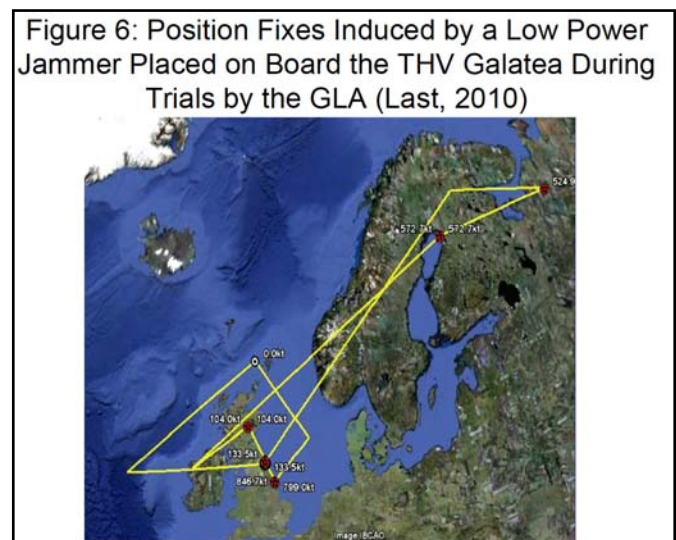 Figure 6: Position Fixes Induced by a Low Power
Jammer Placed on Board the THV Galatea During
Trials by the GLA (Last, 2010)
524.9
572.7kt 572.7kt
0.0kt
104.0kt 104.0kt
133.5kt
133.5kt
846.7kt 799.0kt
Image IBCAO